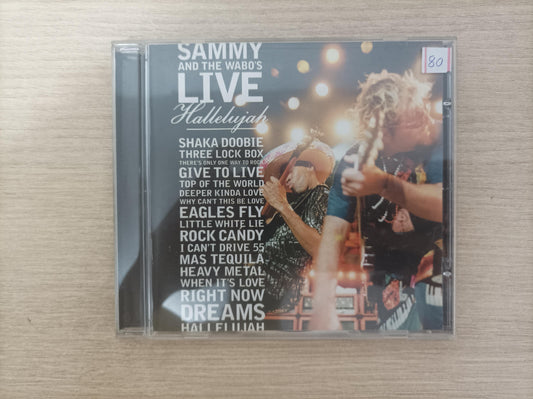 SAMMY
AND THE WABO'S
LIVE
Hallelujah
SHAKA DOOBIE
THREE LOCK BOX
THERE'S ONLY ONE WAY TO ROCK
GIVE TO LIVE
TOP OF THE WORLD
DEEPER KINDA LOVE
WHY CAN'T THIS BE LOVE
EAGLES FLY
LITTLE WHITE LIE
ROCK CANDY
I CAN'T DRIVE 55
MAS TEQUILA
HEAVY METAL
WHEN IT'S LOVE
RIGHT NOW
DREAMS
HALLELUJAH
80